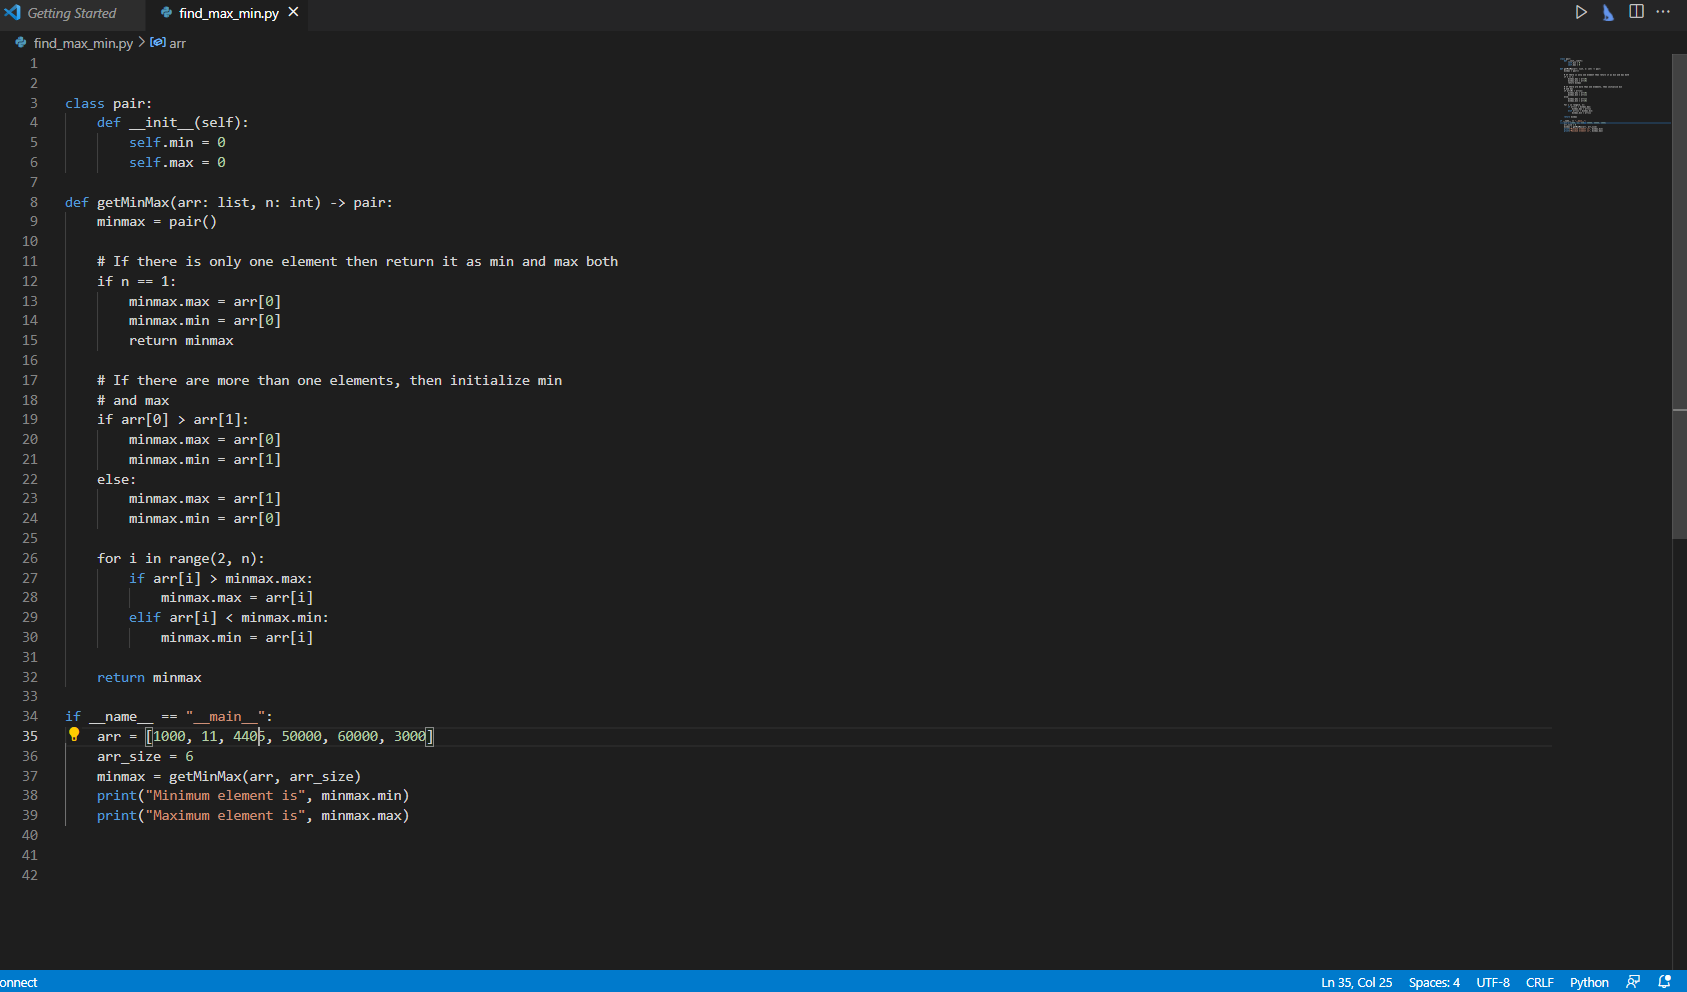 Getting Started
find_max_min.py
find_max_min.py > arr
1
2
3 class pair:
4     def __init__(self):
5         self.min = 0
6         self.max = 0
7
8 def getMinMax(arr: list, n: int) -> pair:
9     minmax = pair()
10
11     # If there is only one element then return it as min and max both
12     if n == 1:
13         minmax.max = arr[0]
14         minmax.min = arr[0]
15         return minmax
16
17     # If there are more than one elements, then initialize min
18     # and max
19     if arr[0] > arr[1]:
20         minmax.max = arr[0]
21         minmax.min = arr[1]
22     else:
23         minmax.max = arr[1]
24         minmax.min = arr[0]
25
26     for i in range(2, n):
27         if arr[i] > minmax.max:
28             minmax.max = arr[i]
29         elif arr[i] < minmax.min:
30             minmax.min = arr[i]
31
32     return minmax
33
34 if __name__ == "__main__":
35     arr = [1000, 11, 4405, 50000, 60000, 3000]
36     arr_size = 6
37     minmax = getMinMax(arr, arr_size)
38     print("Minimum element is", minmax.min)
39     print("Maximum element is", minmax.max)
40
41
42
onnect
Ln 35, Col 25 Spaces: 4 UTF-8 CRLF Python